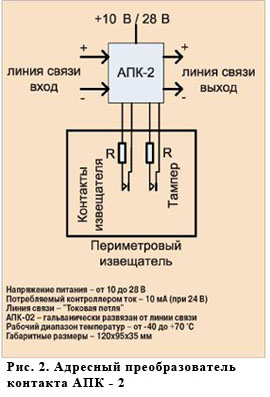 +10 В / 28 В
+
+
линия связи
вход
АПК-2
линия связи
выход
-
-
R
R
Контакты
извещателя
Тампер
Периметровый
извещатель
Напряжение питания – от 10 до 28 В
Потребляемый контроллером ток – 10 мА (при 24 В)
Линия связи – "Токовая петля"
АПК-02 – гальванически развязан от линии связи
Рабочий диапазон температур – от -40 до +70 °С
Габаритные размеры – 120х95х35 мм
Рис. 2. Адресный преобразователь
контакта АПК - 2